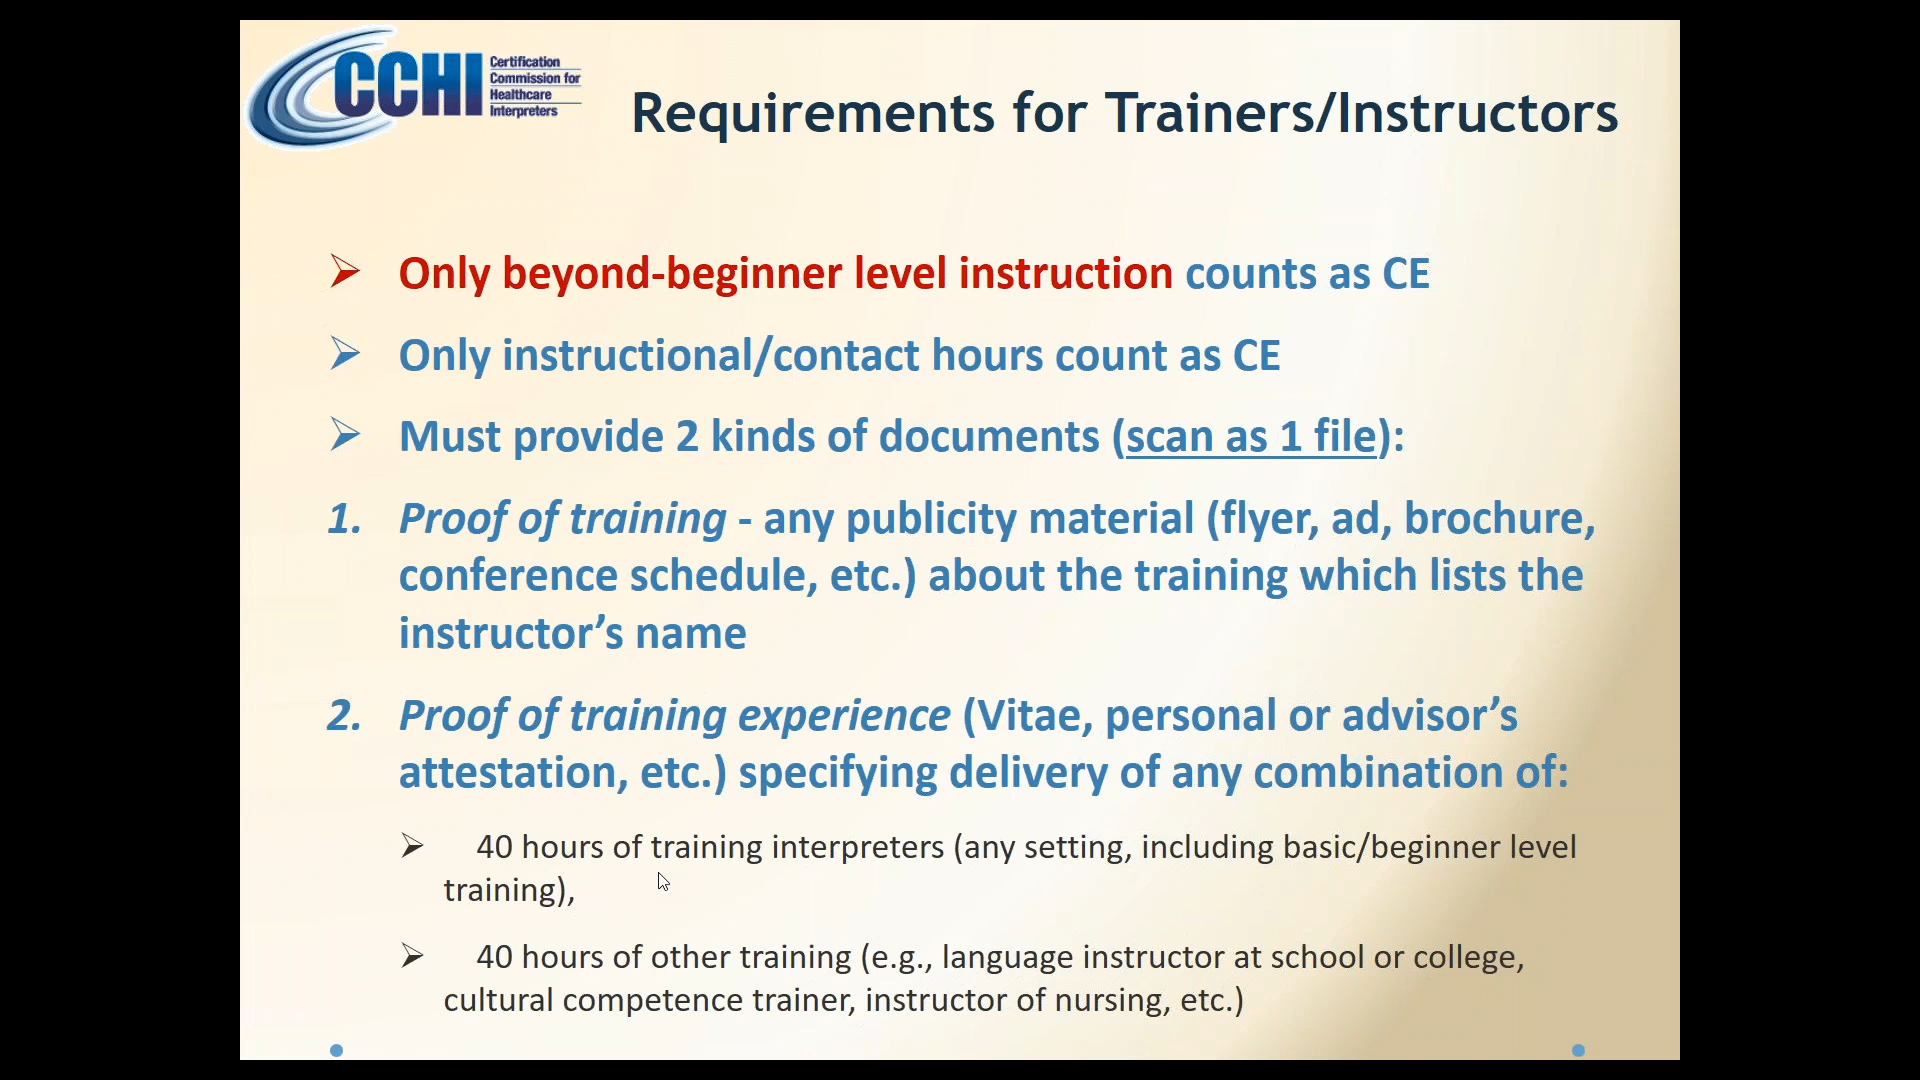 CCHI
Certification
Commission for
Healthcare
Interpreters
Requirements for Trainers/Instructors
Only beyond-beginner level instruction counts as CE
Only instructional/contact hours count as CE
Must provide 2 kinds of documents (scan as 1 file):
1. Proof of training - any publicity material (flyer, ad, brochure,
conference schedule, etc.) about the training which lists the
instructor’s name
2. Proof of training experience (Vitae, personal or advisor’s
attestation, etc.) specifying delivery of any combination of:
40 hours of training interpreters (any setting, including basic/beginner level
training),
40 hours of other training (e.g., language instructor at school or college,
cultural competence trainer, instructor of nursing, etc.)